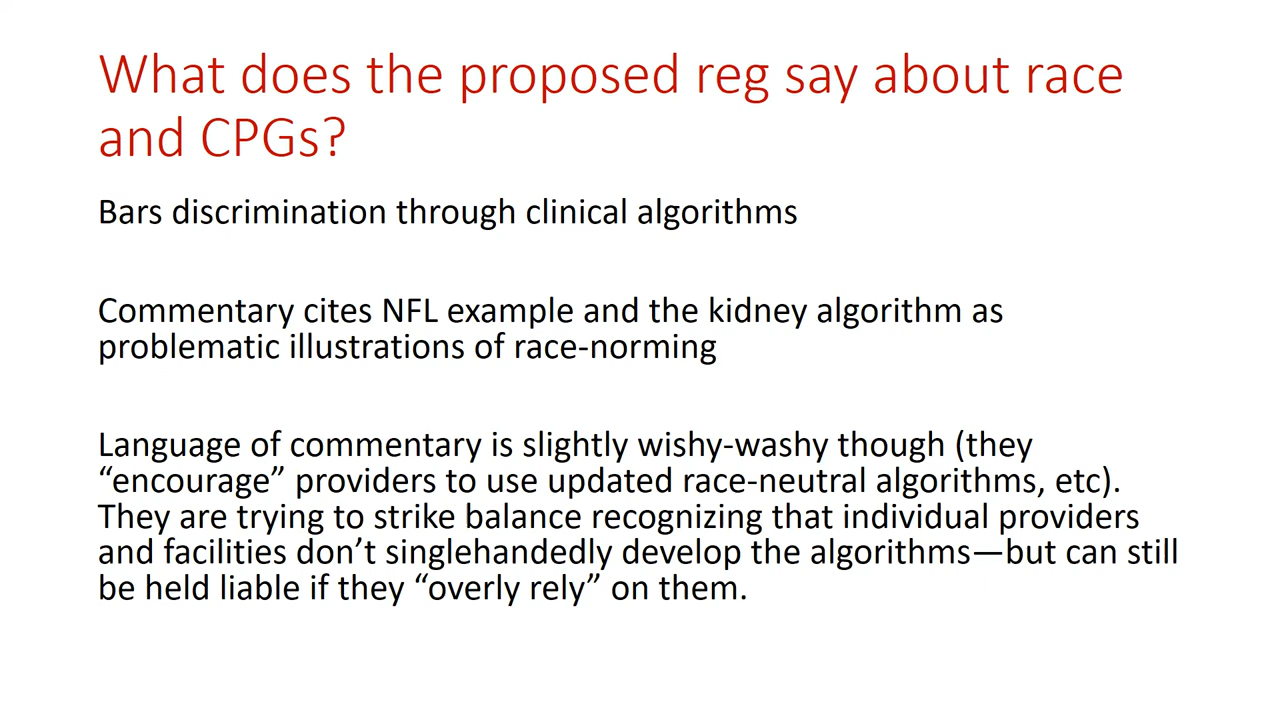 What does the proposed reg say about race
and CPGs?
Bars discrimination through clinical algorithms
Commentary cites NFL example and the kidney algorithm as
problematic illustrations of race-norming
Language of commentary is slightly wishy-washy though (they
“encourage” providers to use updated race-neutral algorithms, etc).
They are trying to strike balance recognizing that individual providers
and facilities don’t singlehandedly develop the algorithms—but can still
be held liable if they “overly rely” on them.